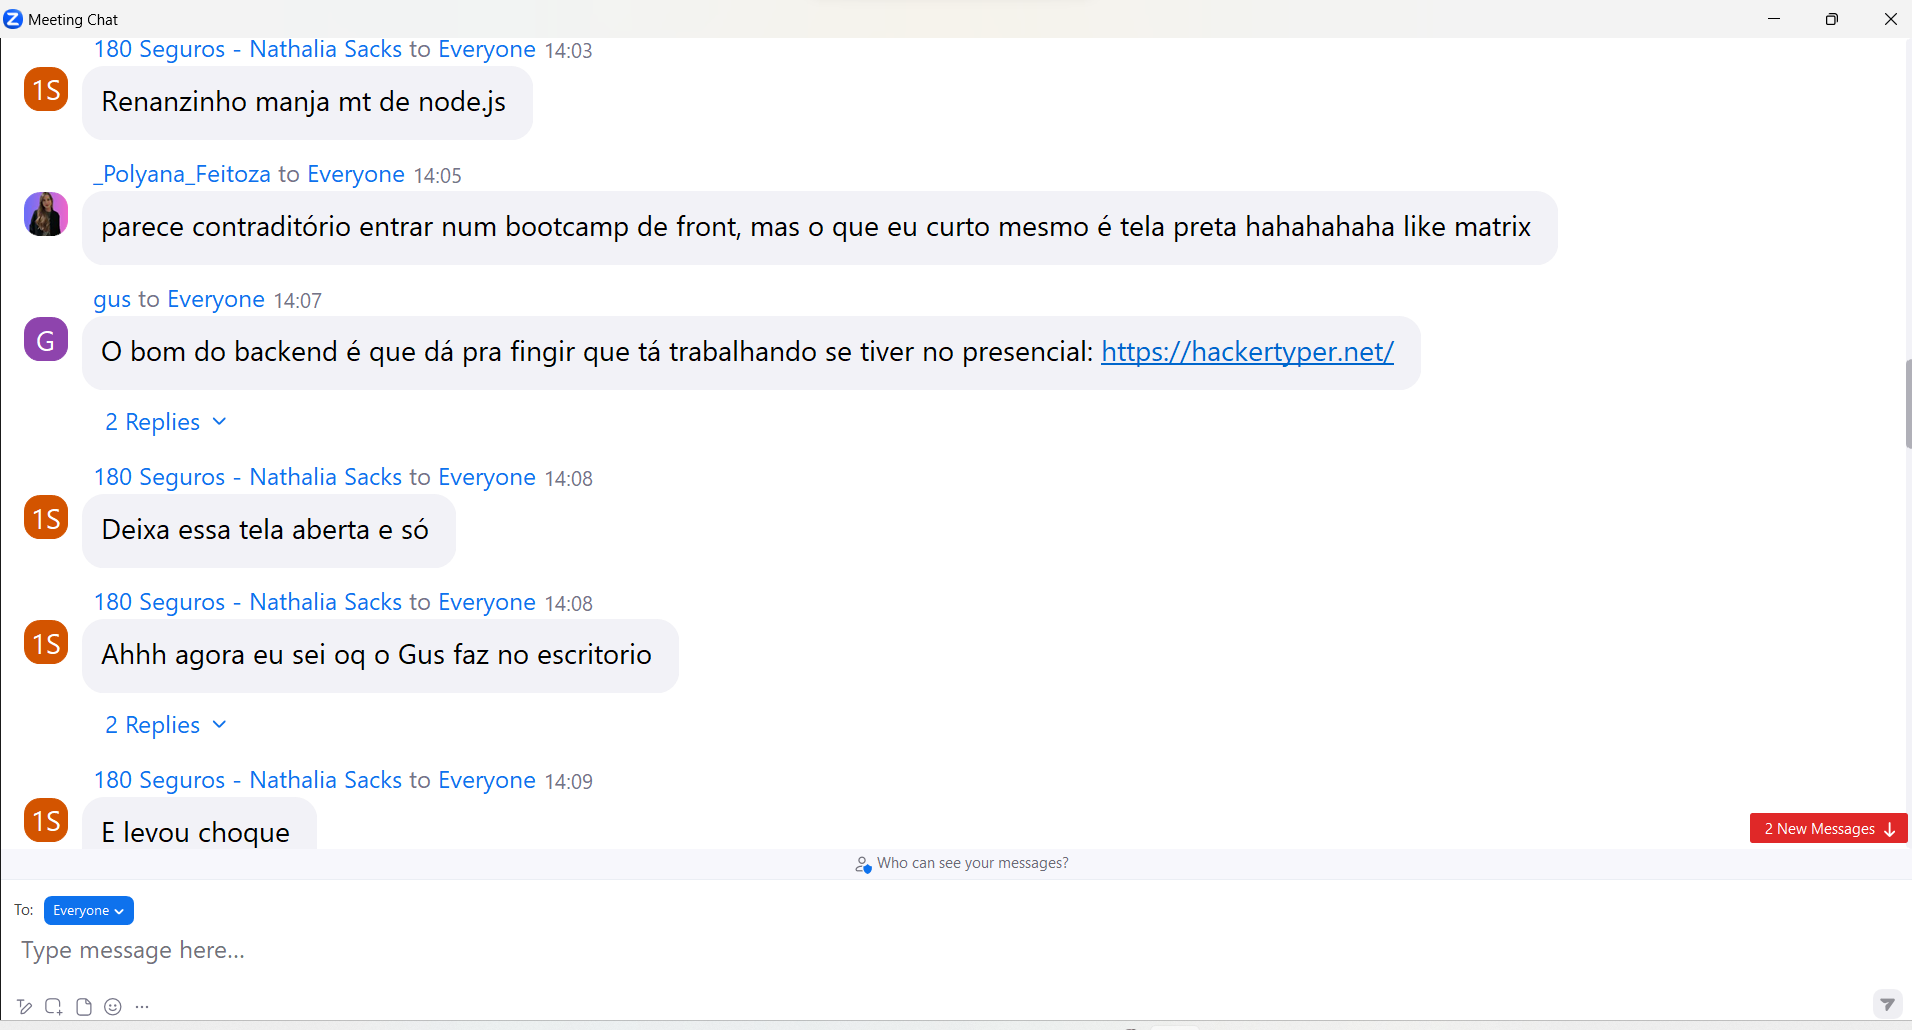 Meeting Chat
180 Seguros - Nathalia Sacks to Everyone 14:03
1S
Renanzinho manja mt de node.js
_Polyana_Feitoza to Everyone 14:05
parece contraditório entrar num bootcamp de front, mas o que eu curto mesmo é tela preta hahahahaha like matrix
gus to Everyone 14:07
G
O bom do backend é que dá pra fingir que tá trabalhando se tiver no presencial: https://hackertyper.net/
2 Replies
180 Seguros - Nathalia Sacks to Everyone 14:08
1S
Deixa essa tela aberta e só
180 Seguros - Nathalia Sacks to Everyone 14:08
1S
Ahhh agora eu sei oq o Gus faz no escritorio
2 Replies
180 Seguros - Nathalia Sacks to Everyone 14:09
1S
E levou choque
2 New Messages
Who can see your messages?
To: Everyone
Type message here...